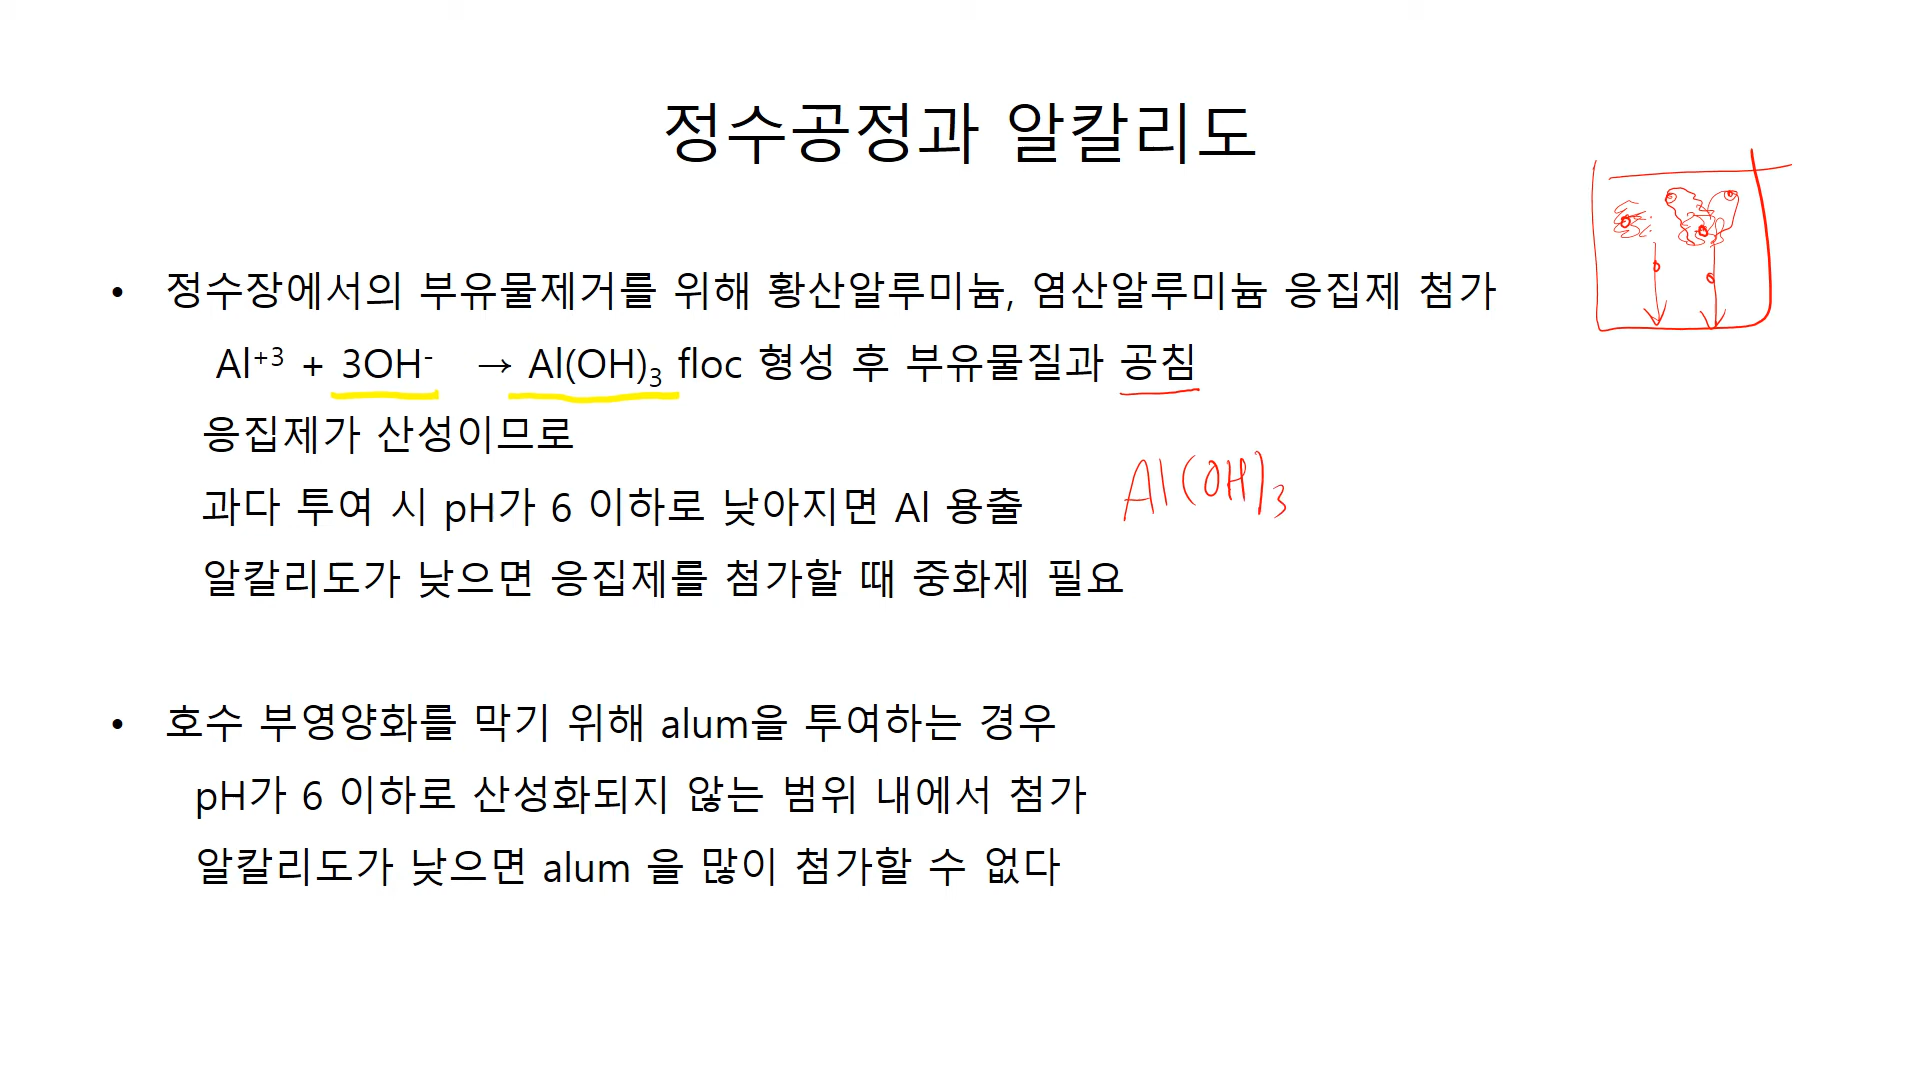 정수공정과 알칼리도
• 정수장에서의 부유물제거를 위해 황산알루미늄, 염산알루미늄 응집제 첨가
Al⁺³ + 3OH⁻ → Al(OH)₃ floc 형성 후 부유물질과 공침
응집제가 산성이므로
Al(OH)₃
과다 투여 시 pH가 6 이하로 낮아지면 Al 용출
알칼리도가 낮으면 응집제를 첨가할 때 중화제 필요
• 호수 부영양화를 막기 위해 alum을 투여하는 경우
pH가 6 이하로 산성화되지 않는 범위 내에서 첨가
알칼리도가 낮으면 alum 을 많이 첨가할 수 없다